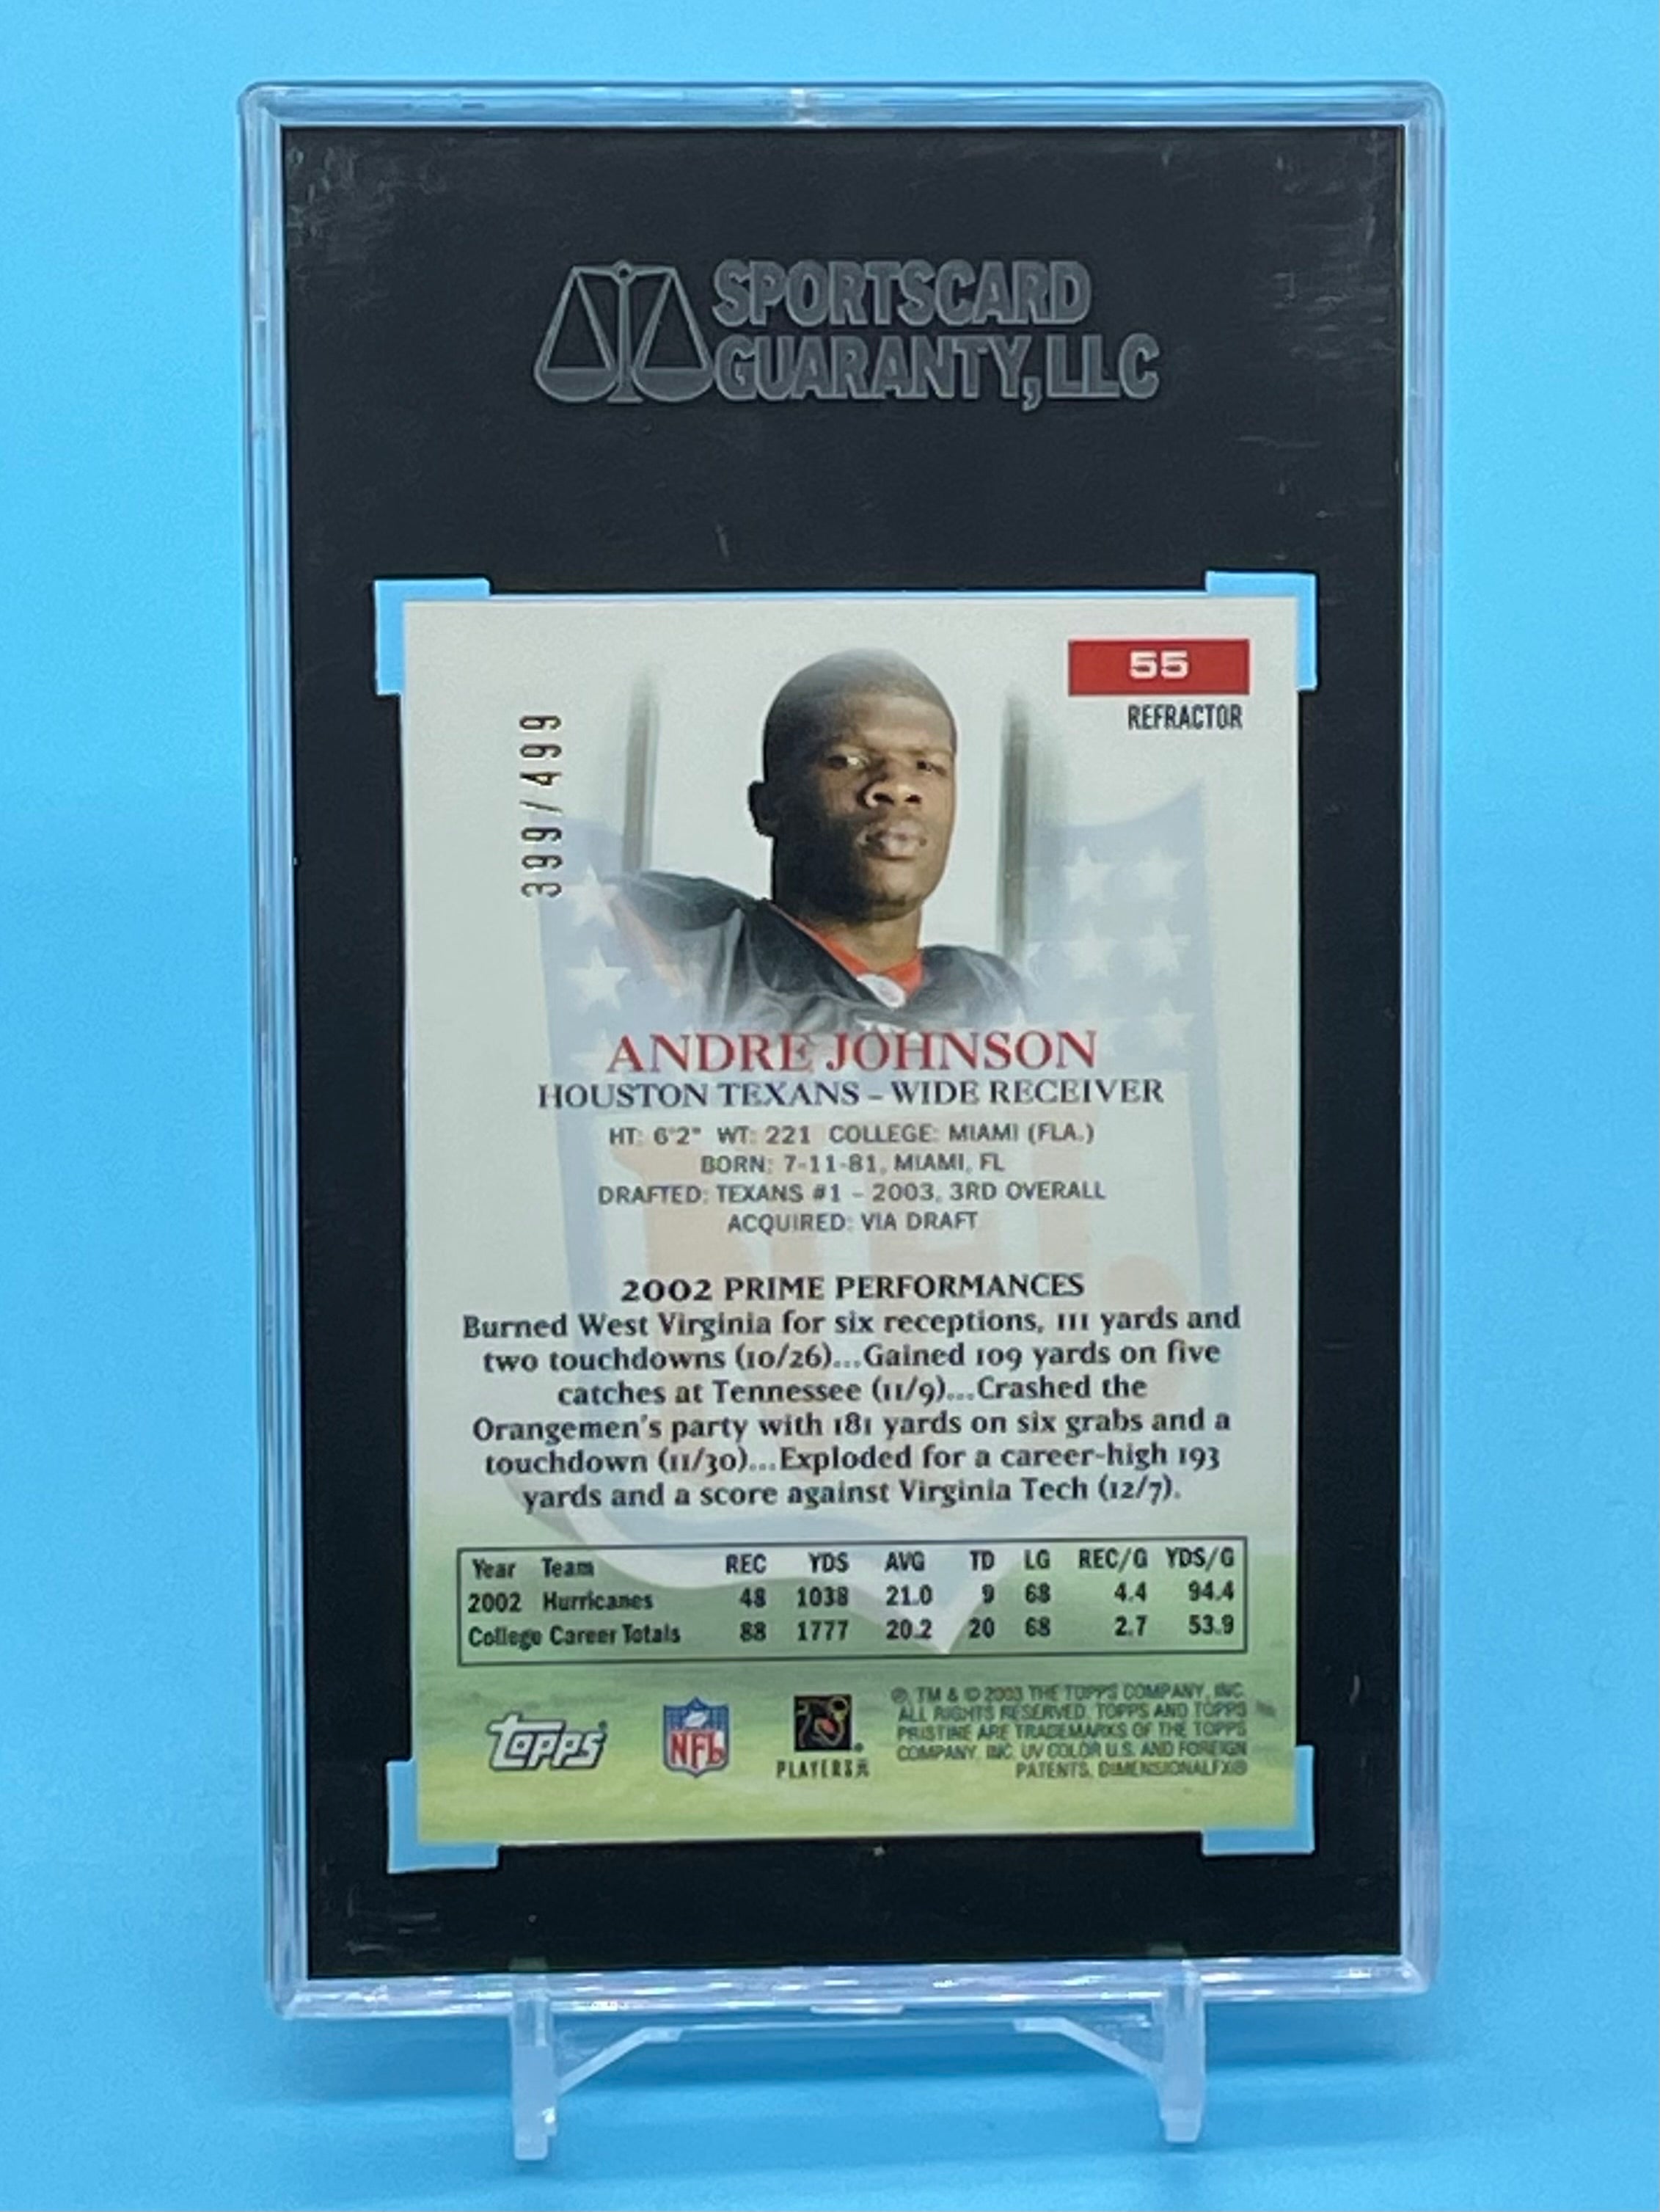 SPORTSCARD
GUARANTY, LLC
55
REFRACTOR
399/499
ANDRE JOHNSON
HOUSTON TEXANS – WIDE RECEIVER
HT: 6'2" WT: 221 COLLEGE: MIAMI (FLA.)
BORN: 7-11-81, MIAMI, FL
DRAFTED: TEXANS #1 – 2003, 3RD OVERALL
ACQUIRED: VIA DRAFT
2002 PRIME PERFORMANCES
Burned West Virginia for six receptions, 111 yards and
two touchdowns (10/26)...Gained 109 yards on five
catches at Tennessee (11/9)...Crashed the
Orangemen's party with 181 yards on six grabs and a
touchdown (11/30)...Exploded for a career-high 193
yards and a score against Virginia Tech (12/7).
Year Team REC YDS AVG TD LG REC/G YDS/G
2002 Hurricanes 48 1038 21.0 9 68 4.4 94.4
College Career Totals 88 1777 20.2 20 68 2.7 53.9
Topps NFL PLAYERS
®, TM & © 2003 THE TOPPS COMPANY, INC.
ALL RIGHTS RESERVED. TOPPS AND TOPPS
PRISTINE ARE TRADEMARKS OF THE TOPPS
COMPANY, INC. UV COLOR U.S. AND FOREIGN
PATENTS. DIMENSIONALFX®